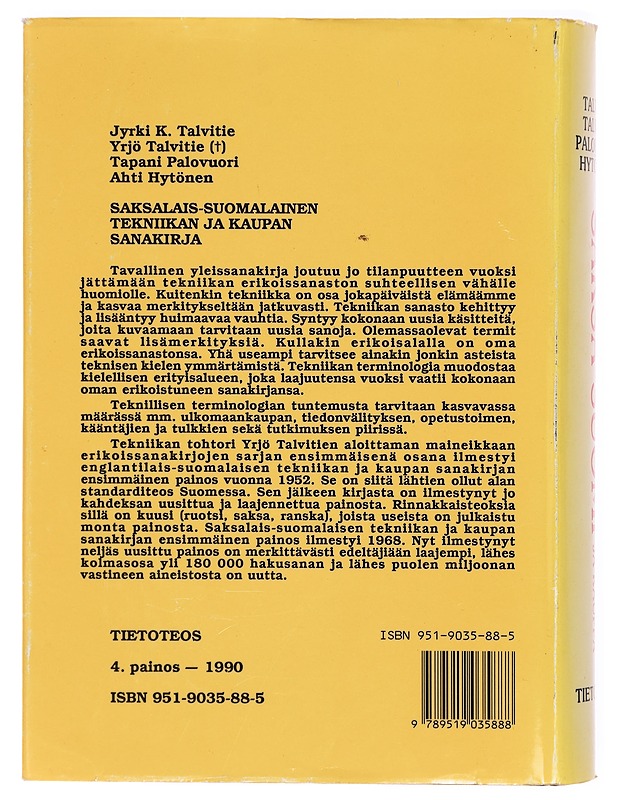 Jyrki K. Talvitie
Yrjö Talvitie (†)
Tapani Palovuori
Ahti Hytönen
SAKSALAIS-SUOMALAINEN
TEKNIIKAN JA KAUPAN
SANAKIRJA
Tavallinen yleissanakirja joutuu jo tilanpuutteen vuoksi
jättämään tekniikan erikoissanaston suhteellisen vähälle
huomiolle. Kuitenkin tekniikka on osa jokapäiväistä elämäämme
ja kasvaa merkitykseltään jatkuvasti. Tekniikan sanasto kehittyy
ja lisääntyy huimaavaa vauhtia. Syntyy kokonaan uusia käsitteitä,
joita kuvaamaan tarvitaan uusia sanoja. Olemassaolevat termit
saavat lisämerkityksiä. Kullakin erikoisalalla on oma
erikoissanastonsa. Yhä useampi tarvitsee ainakin jonkin asteista
teknisen kielen ymmärtämistä. Tekniikan terminologia muodostaa
kielellisen erityisalueen, joka laajuutensa vuoksi vaatii kokonaan
oman erikoistuneen sanakirjansa.
Teknillisen terminologian tuntemusta tarvitaan kasvavassa
määrässä mm. ulkomaankaupan, tiedonvälityksen, opetustoimen,
kääntäjien ja tulkkien sekä tutkimuksen piirissä.
Tekniikan tohtori Yrjö Talvitien aloittaman maineikkaan
erikoissanakirjojen sarjan ensimmäisenä osana ilmestyi
englantilais-suomalaisen tekniikan ja kaupan sanakirjan
ensimmäinen painos vuonna 1952. Se on siitä lähtien ollut alan
standarditeos Suomessa. Sen jälkeen kirjasta on ilmestynyt jo
kahdeksan uusittua ja laajennettua painosta. Rinnakkaisteoksia
sillä on kuusi (ruotsi, saksa, ranska), joista useista on julkaistu
monta painosta. Saksalais-suomalaisen tekniikan ja kaupan
sanakirjan ensimmäinen painos ilmestyi 1968. Nyt ilmestynyt
neljäs uusittu painos on merkittävästi edeltäjiään laajempi, lähes
kolmasosa yli 180 000 hakusanan ja lähes puolen miljoonan
vastineen aineistosta on uutta.
TIETOTEOS
4. painos — 1990
ISBN 951-9035-88-5
ISBN 951-9035-88-5
9 789519 035888